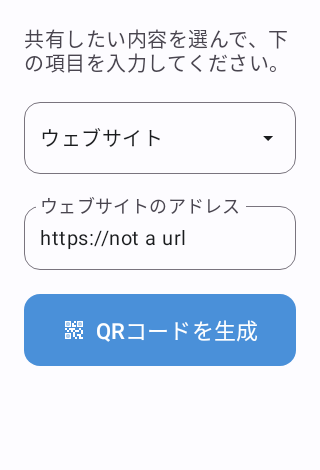 共有したい内容を選んで、下
の項目を入力してください。
ウェブサイト
ウェブサイトのアドレス
https://not a url
QRコードを生成